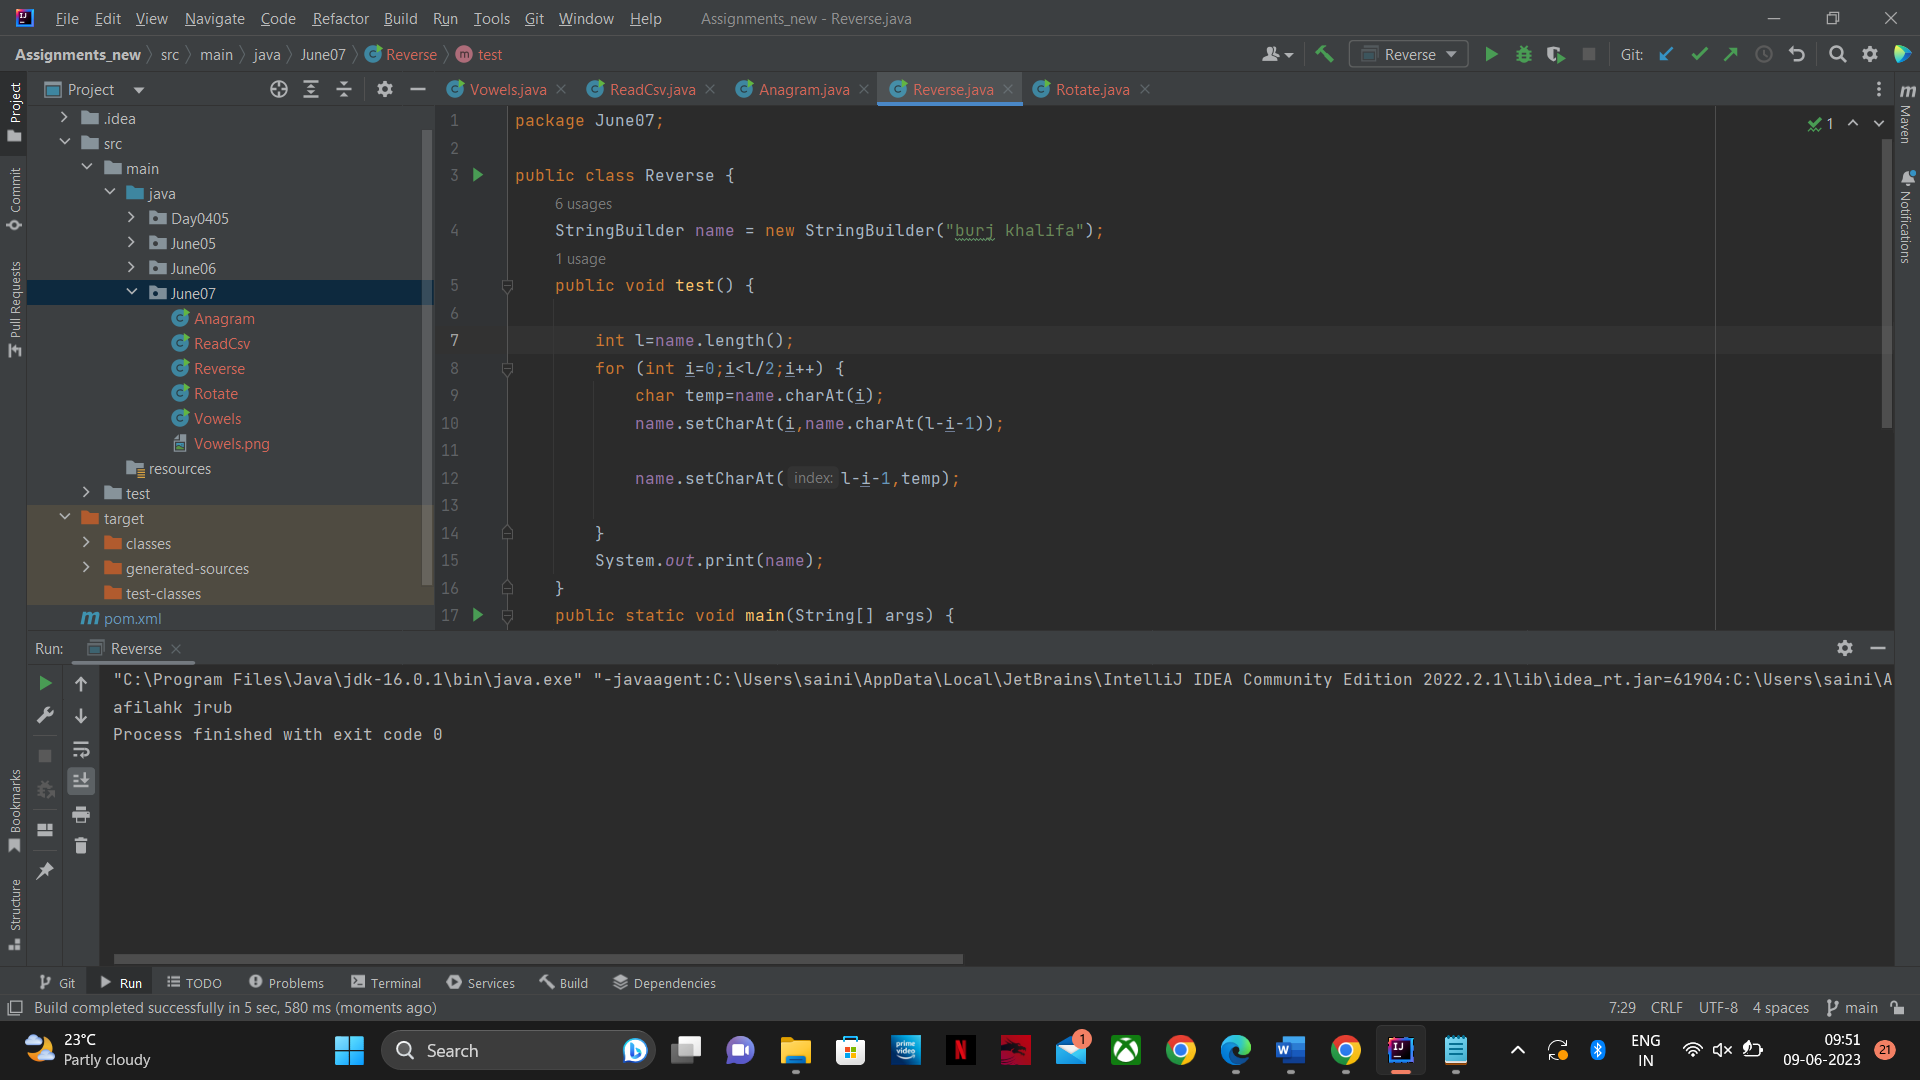 File Edit View Navigate Code Refactor Build Run Tools Git Window Help Assignments_new - Reverse.java
Assignments_new src main java June07 Reverse test
Reverse Git:
Project
Vowels.java ReadCsv.java Anagram.java Reverse.java Rotate.java
Project
Commit
Pull Requests
Bookmarks
Structure
.idea
src
main
java
Day0405
June05
June06
June07
Anagram
ReadCsv
Reverse
Rotate
Vowels
Vowels.png
resources
test
target
classes
generated-sources
test-classes
pom.xml
1 package June07;
2
3 public class Reverse {
6 usages
4 StringBuilder name = new StringBuilder("burj khalifa");
1 usage
5 public void test() {
6
7 int l=name.length();
8 for (int i=0;i<l/2;i++) {
9 char temp=name.charAt(i);
10 name.setCharAt(i,name.charAt(l-i-1));
11
12 name.setCharAt( index: l-i-1,temp);
13
14 }
15 System.out.print(name);
16 }
17 public static void main(String[] args) {
1
Maven
Notifications
Run: Reverse
"C:\Program Files\Java\jdk-16.0.1\bin\java.exe" "-javaagent:C:\Users\saini\AppData\Local\JetBrains\IntelliJ IDEA Community Edition 2022.2.1\lib\idea_rt.jar=61904:C:\Users\saini\A
afilahk jrub
Process finished with exit code 0
Git Run TODO Problems Terminal Services Build Dependencies
Build completed successfully in 5 sec, 580 ms (moments ago) 7:29 CRLF UTF-8 4 spaces main
23°C
Partly cloudy
Search
prime video
1
ENG
IN
09:51
09-06-2023
21